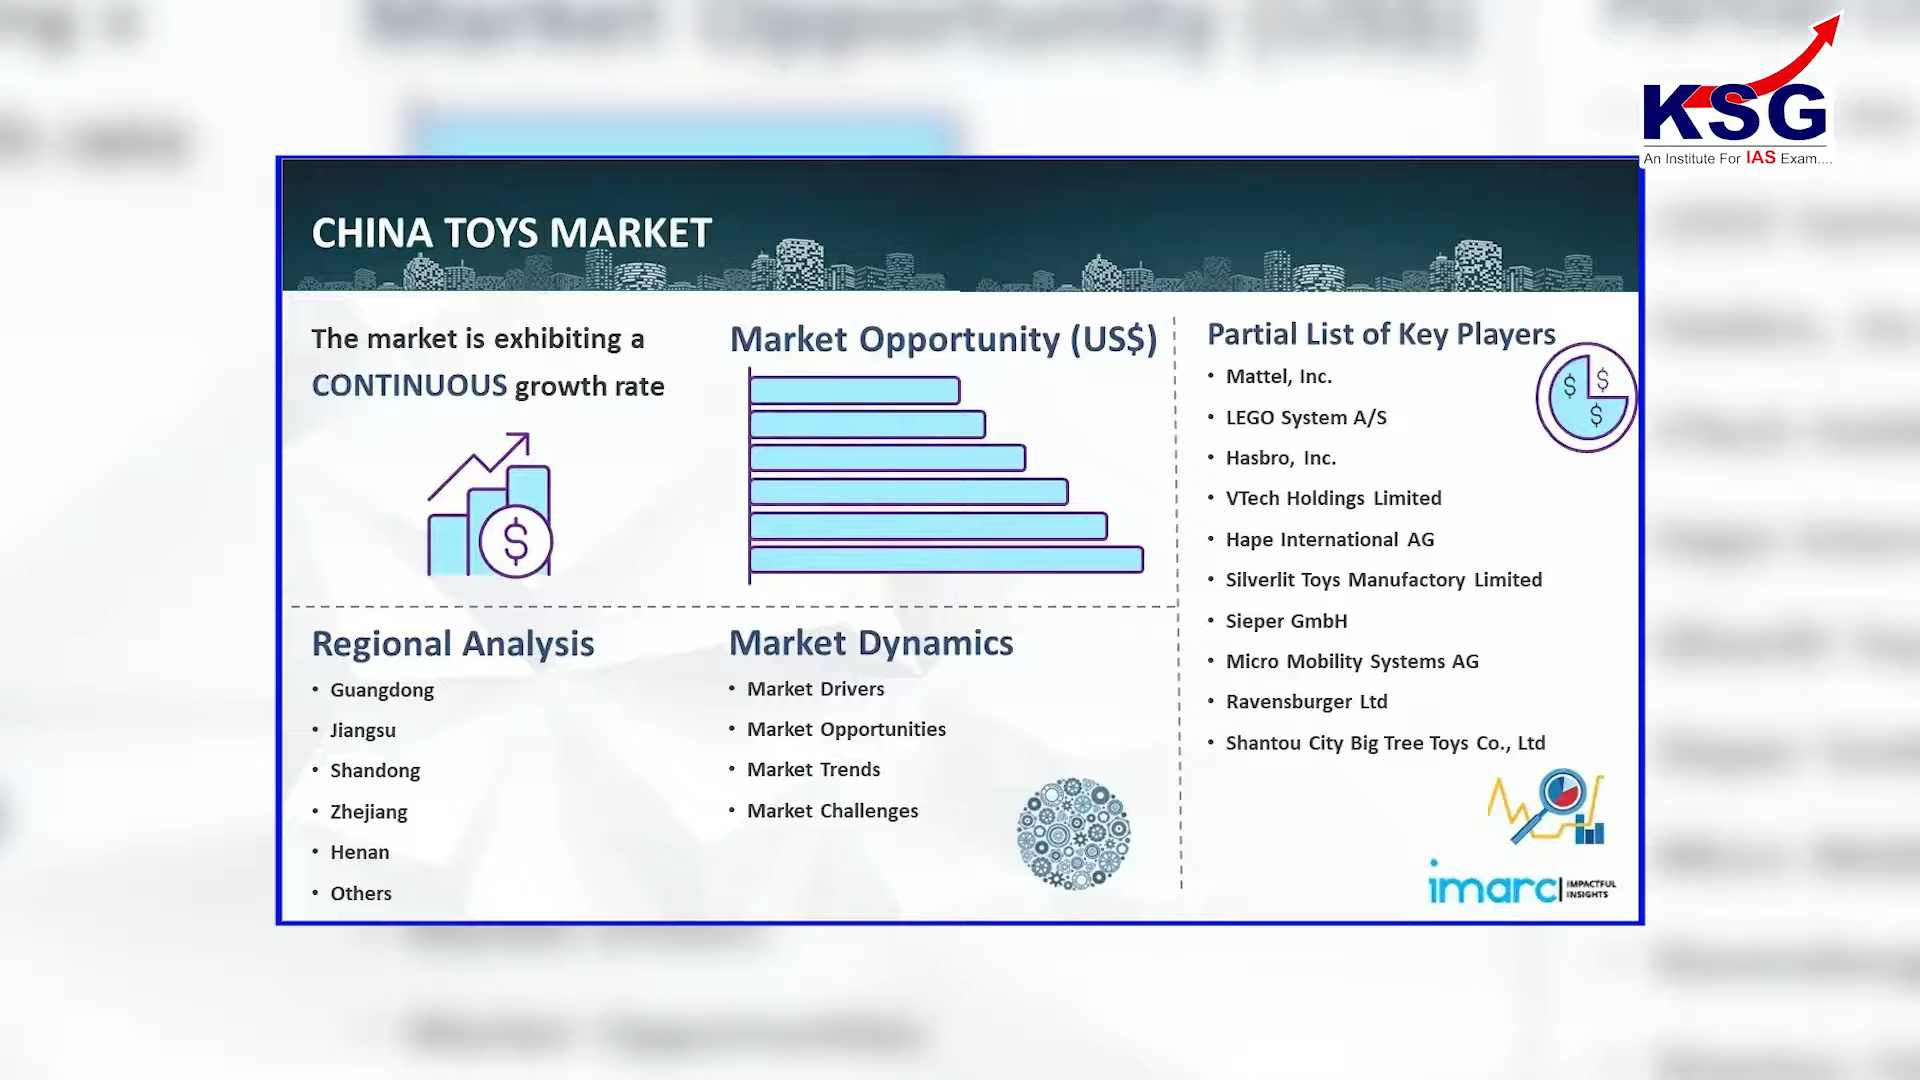 KSG
An Institute For IAS Exam....
CHINA TOYS MARKET
The market is exhibiting a
CONTINUOUS growth rate
Market Opportunity (US$)
Partial List of Key Players
• Mattel, Inc.
• LEGO System A/S
• Hasbro, Inc.
• VTech Holdings Limited
• Hape International AG
• Silverlit Toys Manufactory Limited
• Sieper GmbH
• Micro Mobility Systems AG
• Ravensburger Ltd
• Shantou City Big Tree Toys Co., Ltd
$ $
$
$
Regional Analysis
• Guangdong
• Jiangsu
• Shandong
• Zhejiang
• Henan
• Others
Market Dynamics
• Market Drivers
• Market Opportunities
• Market Trends
• Market Challenges
imarc
IMPACTFUL
INSIGHTS